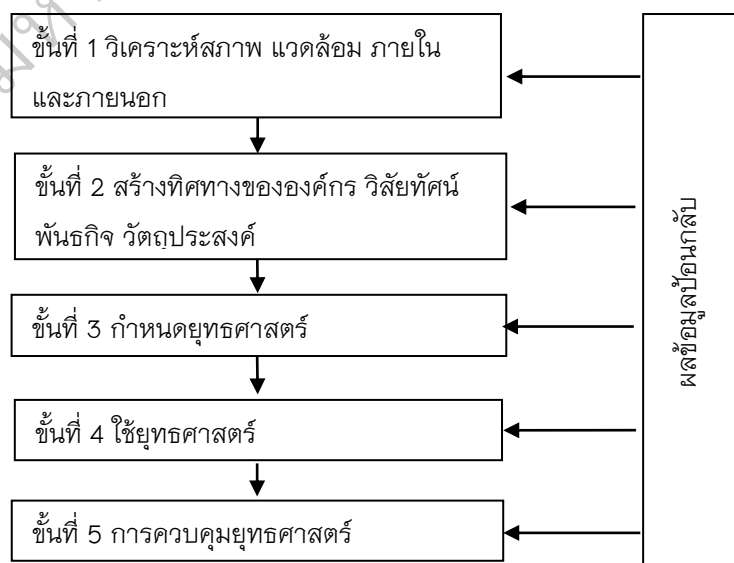 ขั้นที่ 1 วิเคราะห์สภาพ แวดล้อม ภายใน
และภายนอก
ขั้นที่ 2 สร้างทิศทางขององค์กร วิสัยทัศน์
พันธกิจ วัตถุประสงค์
ขั้นที่ 3 กำหนดยุทธศาสตร์
ขั้นที่ 4 ใช้ยุทธศาสตร์
ขั้นที่ 5 การควบคุมยุทธศาสตร์
ผลข้อมูลป้อนกลับ